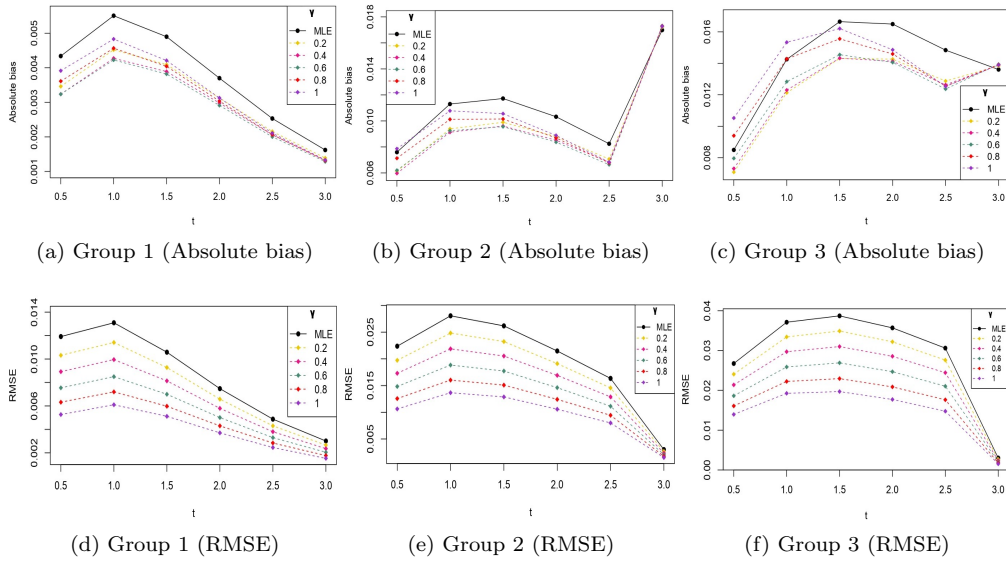 Absolute bias
0.001 0.002 0.003 0.004 0.005
0.5 1.0 1.5 2.0 2.5 3.0
t
γ
MLE
0.2
0.4
0.6
0.8
1
(a) Group 1 (Absolute bias)
Absolute bias
0.006 0.010 0.014 0.018
0.5 1.0 1.5 2.0 2.5 3.0
t
γ
MLE
0.2
0.4
0.6
0.8
1
(b) Group 2 (Absolute bias)
Absolute bias
0.008 0.012 0.016
0.5 1.0 1.5 2.0 2.5 3.0
t
γ
MLE
0.2
0.4
0.6
0.8
1
(c) Group 3 (Absolute bias)
RMSE
0.002 0.006 0.010 0.014
0.5 1.0 1.5 2.0 2.5 3.0
t
γ
MLE
0.2
0.4
0.6
0.8
1
(d) Group 1 (RMSE)
RMSE
0.005 0.015 0.025
0.5 1.0 1.5 2.0 2.5 3.0
t
γ
MLE
0.2
0.4
0.6
0.8
1
(e) Group 2 (RMSE)
RMSE
0.00 0.01 0.02 0.03 0.04
0.5 1.0 1.5 2.0 2.5 3.0
t
γ
MLE
0.2
0.4
0.6
0.8
1
(f) Group 3 (RMSE)